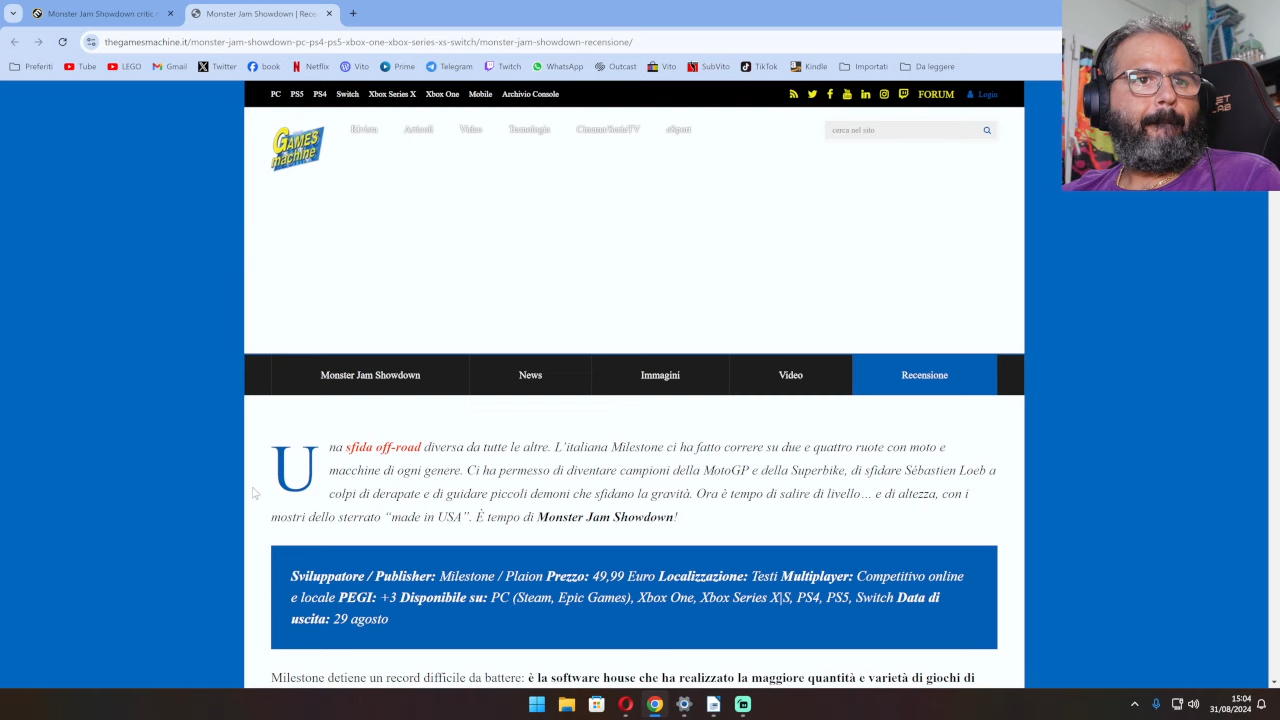 Monster Jam Showdown critic r
Monster Jam Showdown | Rece
thegamesmachine.it/monster-jam-showdown-pc-ps4-ps5-xbox-one-xbox-series-xs-switch/monster-jam-showdown-recensione/
Preferiti Tube LEGO Gmail Twitter book Netflix Vito Prime Telegram Twitch WhatsApp Outcast Vito SubVito TikTok Kindle Importati Da leggere
PC PS5 PS4 Switch Xbox Series X Xbox One Mobile Archivio Console FORUM Login
GAMES machine
Rivista Articoli Video Tecnologia Cinema/SerieTV eSport cerca nel sito
Monster Jam Showdown News Immagini Video Recensione
Una sfida off-road diversa da tutte le altre. L’italiana Milestone ci ha fatto correre su due e quattro ruote con moto e
macchine di ogni genere. Ci ha permesso di diventare campioni della MotoGP e della Superbike, di sfidare Sébastien Loeb a
colpi di derapate e di guidare piccoli demoni che sfidano la gravità. Ora è tempo di salire di livello… e di altezza, con i
mostri dello sterrato “made in USA”. È tempo di Monster Jam Showdown!
Sviluppatore / Publisher: Milestone / Plaion Prezzo: 49,99 Euro Localizzazione: Testi Multiplayer: Competitivo online
e locale PEGI: +3 Disponibile su: PC (Steam, Epic Games), Xbox One, Xbox Series X|S, PS4, PS5, Switch Data di
uscita: 29 agosto
Milestone detiene un record difficile da battere: è la software house che ha realizzato la maggiore quantità e varietà di giochi di
15:04
31/08/2024